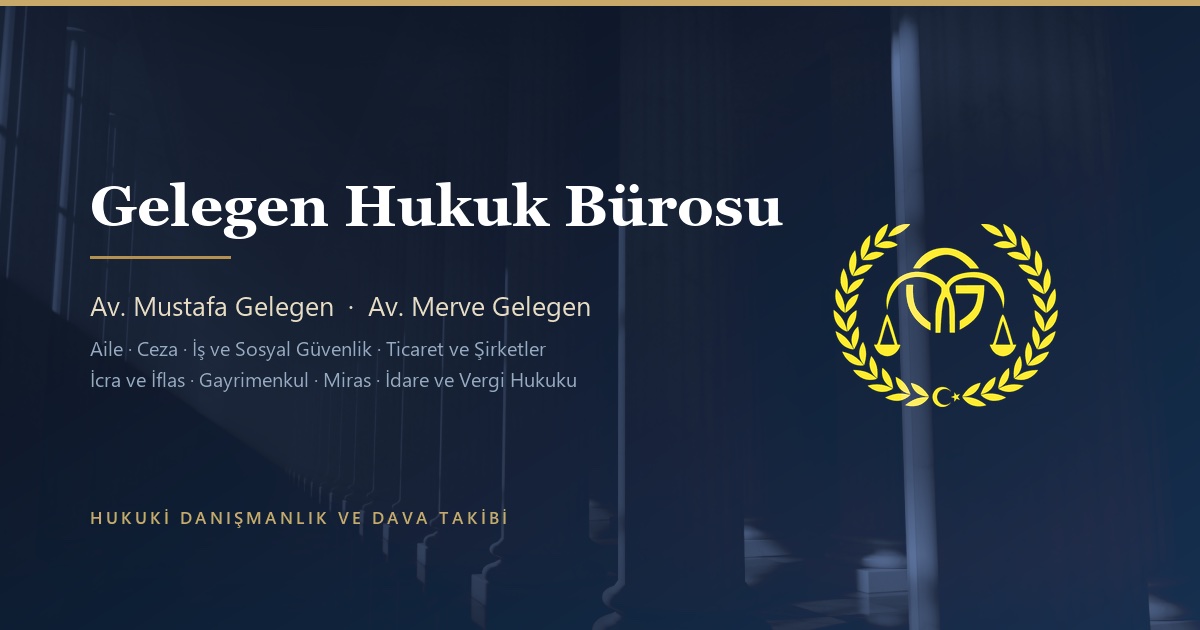 Gelegen Hukuk Bürosu
Av. Mustafa Gelegen · Av. Merve Gelegen
Aile · Ceza · İş ve Sosyal Güvenlik · Ticaret ve Şirketler
İcra ve İflas · Gayrimenkul · Miras · İdare ve Vergi Hukuku
HUKUKİ DANIŞMANLIK VE DAVA TAKİBİ